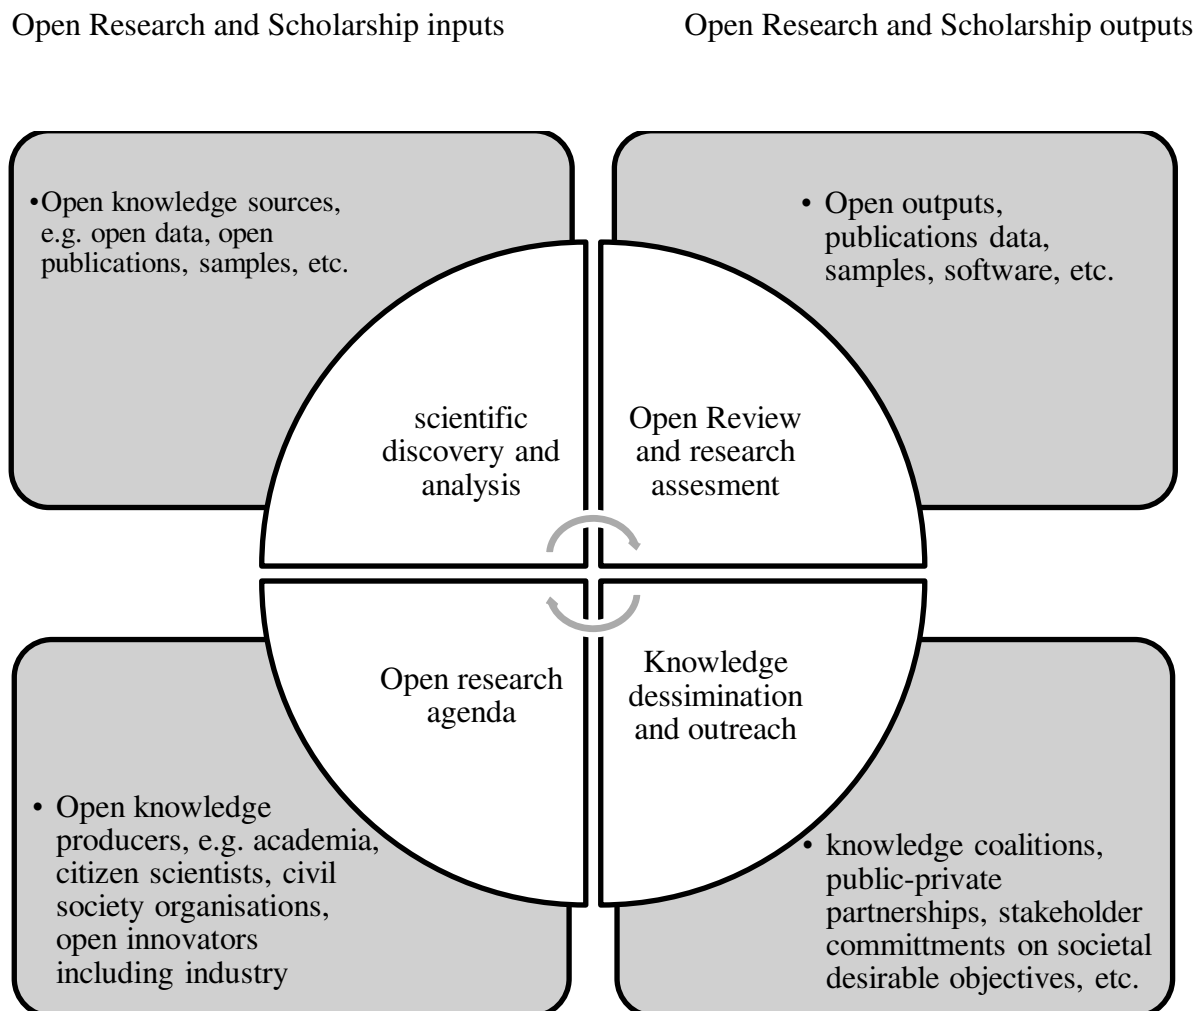 Open Research and Scholarship inputs
Open Research and Scholarship outputs
•Open knowledge sources,
e.g. open data, open
publications, samples, etc.
• Open outputs,
publications data,
samples, software, etc.
scientific
discovery and
analysis
Open Review
and research
assesment
Open research
agenda
Knowledge
dessimination
and outreach
• Open knowledge
producers, e.g. academia,
citizen scientists, civil
society organisations,
open innovators
including industry
• knowledge coalitions,
public-private
partnerships, stakeholder
committments on societal
desirable objectives, etc.